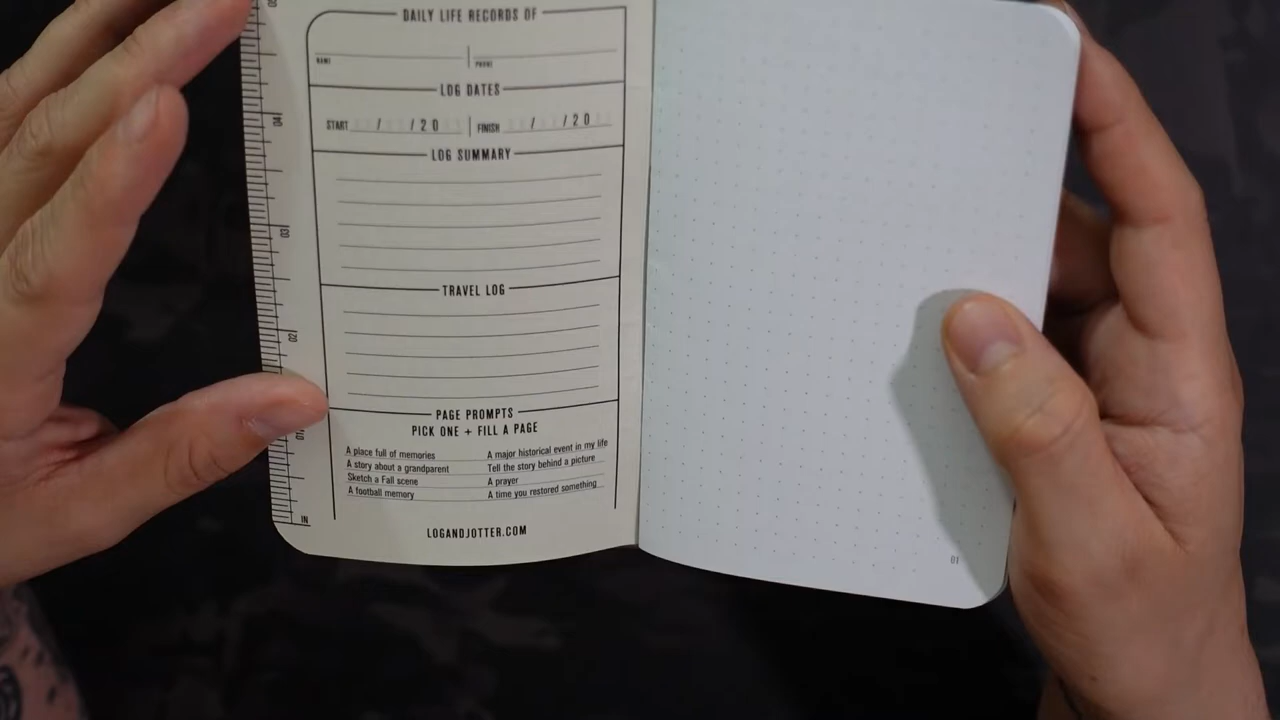 DAILY LIFE RECORDS OF
NAME PHONE
LOG DATES
START / / 20 FINISH / / 20
LOG SUMMARY
TRAVEL LOG
PAGE PROMPTS
PICK ONE + FILL A PAGE
A place full of memories A major historical event in my life
A story about a grandparent Tell the story behind a picture
Sketch a Fall scene A prayer
A football memory A time you restored something
LOGANDJOTTER.COM
04
03
02
01
IN
01